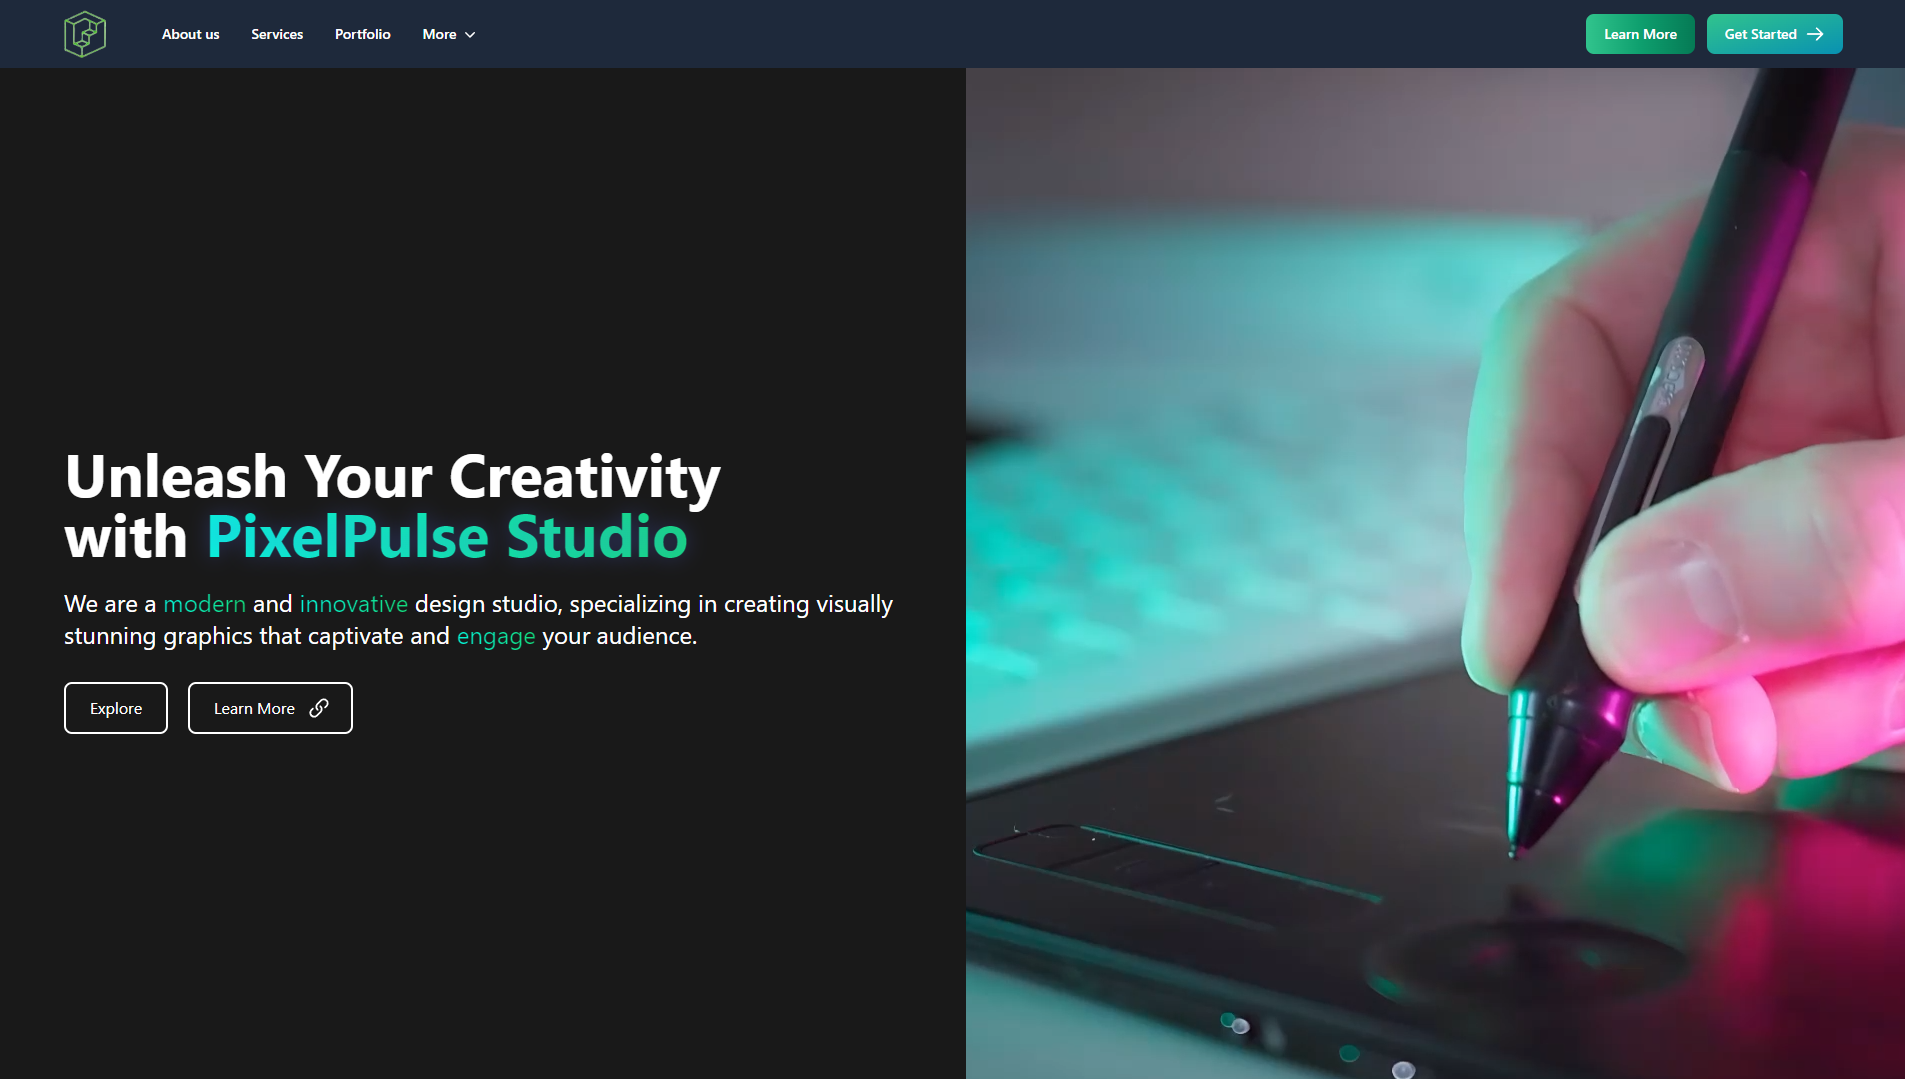 About us
Services
Portfolio
More
Learn More
Get Started
Unleash Your Creativity
with PixelPulse Studio
We are a modern and innovative design studio, specializing in creating visually
stunning graphics that captivate and engage your audience.
Explore
Learn More